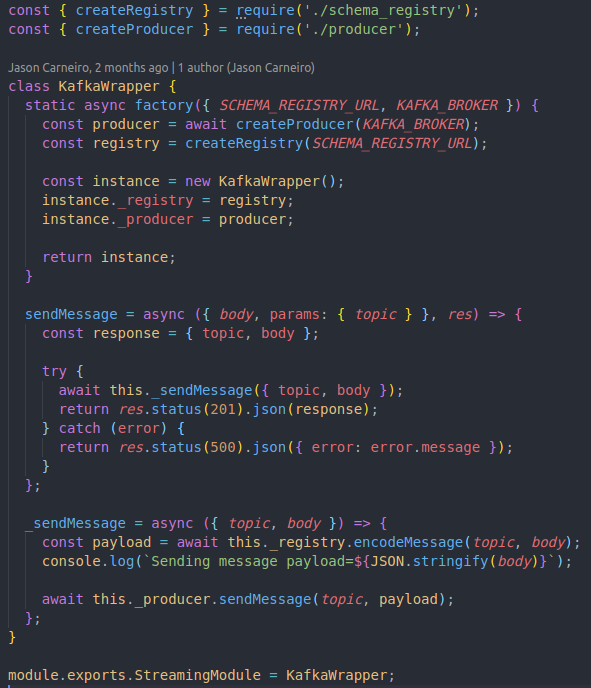 const { createRegistry } = require('./schema_registry');
const { createProducer } = require('./producer');

Jason Carneiro, 2 months ago | 1 author (Jason Carneiro)
class KafkaWrapper {
  static async factory({ SCHEMA_REGISTRY_URL, KAFKA_BROKER }) {
    const producer = await createProducer(KAFKA_BROKER);
    const registry = createRegistry(SCHEMA_REGISTRY_URL);

    const instance = new KafkaWrapper();
    instance._registry = registry;
    instance._producer = producer;

    return instance;
  }

  sendMessage = async ({ body, params: { topic } }, res) => {
    const response = { topic, body };

    try {
      await this._sendMessage({ topic, body });
      return res.status(201).json(response);
    } catch (error) {
      return res.status(500).json({ error: error.message });
    }
  };

  _sendMessage = async ({ topic, body }) => {
    const payload = await this._registry.encodeMessage(topic, body);
    console.log(`Sending message payload=${JSON.stringify(body)}`);

    await this._producer.sendMessage(topic, payload);
  };
}

module.exports.StreamingModule = KafkaWrapper;